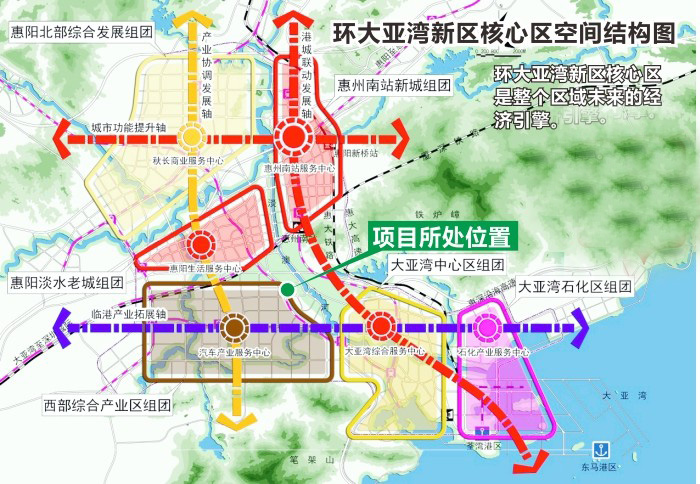 环大亚湾新区核心区空间结构图
环大亚湾新区核心区
是整个区域未来的经
济引擎。
惠阳北部综合发展组团
产业协调发展轴
港城联动发展轴
惠州南站新城组团
城市功能提升轴
秋长商业服务中心
惠州南站服务中心
惠阳新桥站
惠大铁路
惠大高速
铁炉嶂
项目所处位置
惠阳生活服务中心
大亚湾中心区组团
惠阳淡水老城组团
大亚湾石化区组团
临港产业拓展轴
汽车产业服务中心
大亚湾综合服务中心
石化产业服务中心
西部综合产业区组团
大亚湾
荃湾港区
笔架山
东马港区